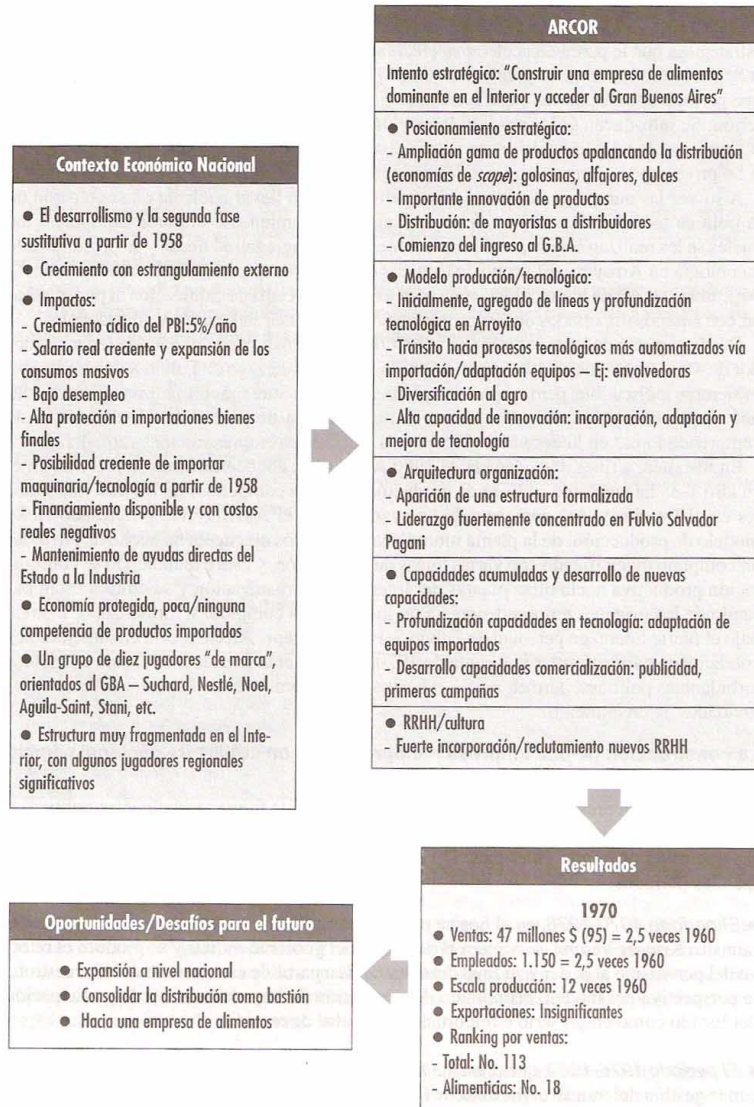 Contexto Económico Nacional
● El desarrollismo y la segunda fase
sustitutiva a partir de 1958
● Crecimiento con estrangulamiento externo
● Impactos:
- Crecimiento cíclico del PBI:5%/año
- Salario real creciente y expansión de los
consumos masivos
- Bajo desempleo
- Alta protección a importaciones bienes
finales
- Posibilidad creciente de importar
maquinaria/tecnología a partir de 1958
- Financiamiento disponible y con costos
reales negativos
- Mantenimiento de ayudas directas del
Estado a la Industria
● Economía protegida, poca/ninguna
competencia de productos importados
● Un grupo de diez jugadores "de marca",
orientados al GBA – Suchard, Nestlé, Noel,
Aguila-Saint, Stani, etc.
● Estructura muy fragmentada en el Inte-
rior, con algunos jugadores regionales
significativos
ARCOR
Intento estratégico: "Construir una empresa de alimentos
dominante en el Interior y acceder al Gran Buenos Aires"
● Posicionamiento estratégico:
- Ampliación gama de productos apalancando la distribución
(economías de scope): golosinas, alfajores, dulces
- Importante innovación de productos
- Distribución: de mayoristas a distribuidores
- Comienzo del ingreso al G.B.A.
● Modelo productivo/tecnológico:
- Inicialmente, agregado de líneas y profundización
tecnológica en Arroyito
- Tránsito hacia procesos tecnológicos más automatizados vía
importación/adaptación equipos – Ej: envolvedoras
- Diversificación al agro
- Alta capacidad de innovación: incorporación, adaptación y
mejora de tecnología
● Arquitectura organización:
- Aparición de una estructura formalizada
- Liderazgo fuertemente concentrado en Fulvio Salvador
Pagani
● Capacidades acumuladas y desarrollo de nuevas
capacidades:
- Profundización capacidades en tecnología: adaptación de
equipos importados
- Desarrollo capacidades comercialización: publicidad,
primeras campañas
● RRHH/cultura
- Fuerte incorporación/reclutamiento nuevos RRHH
Resultados
1970
● Ventas: 47 millones S (95) = 2,5 veces 1960
● Empleados: 1.150 = 2,5 veces 1960
● Escala producción: 12 veces 1960
● Exportaciones: Insignificantes
● Ranking por ventas:
- Total: No. 113
- Alimenticias: No. 18
Oportunidades/Desafíos para el futuro
● Expansión a nivel nacional
● Consolidar la distribución como bastión
● Hacia una empresa de alimentos